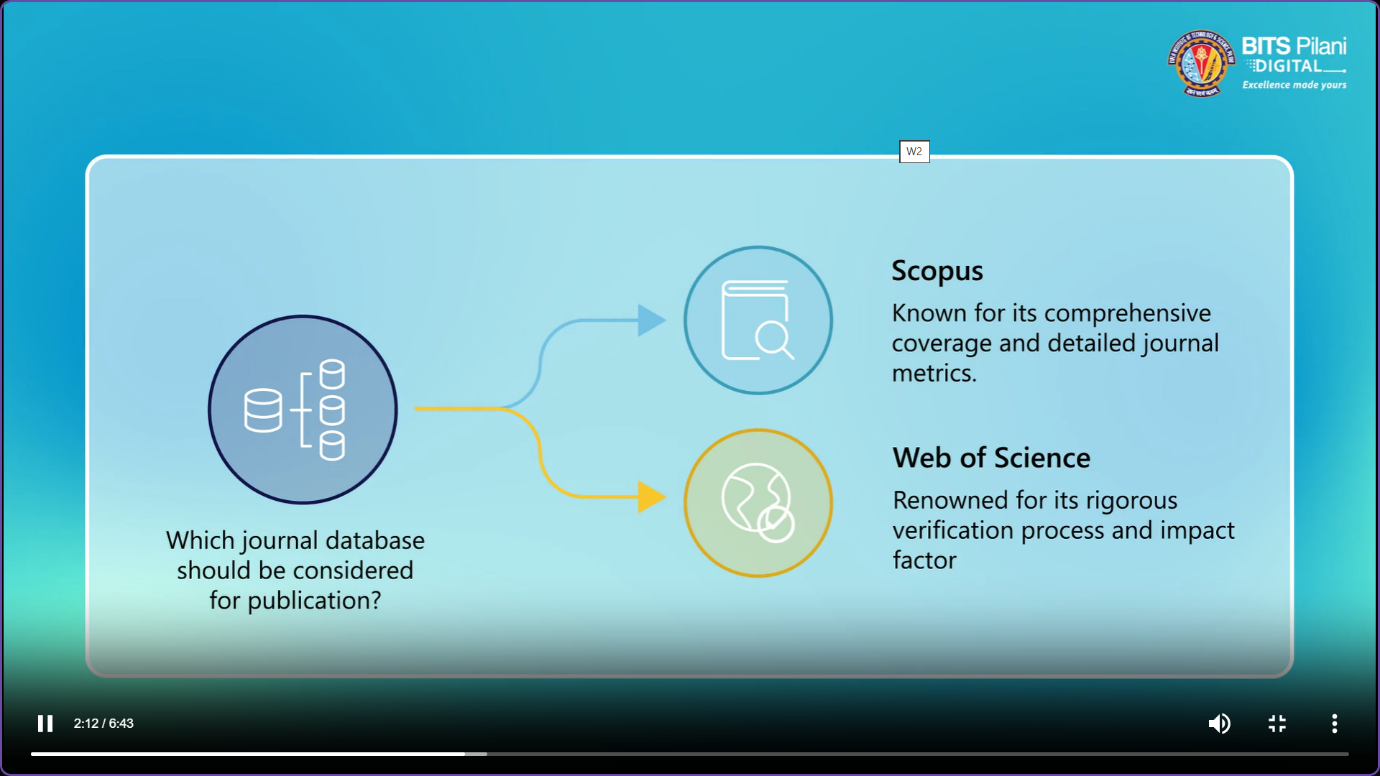 BITS Pilani
DIGITAL
Excellence made yours
W2
Scopus
Known for its comprehensive
coverage and detailed journal
metrics.
Web of Science
Renowned for its rigorous
verification process and impact
factor
Which journal database
should be considered
for publication?
2:12 / 6:43